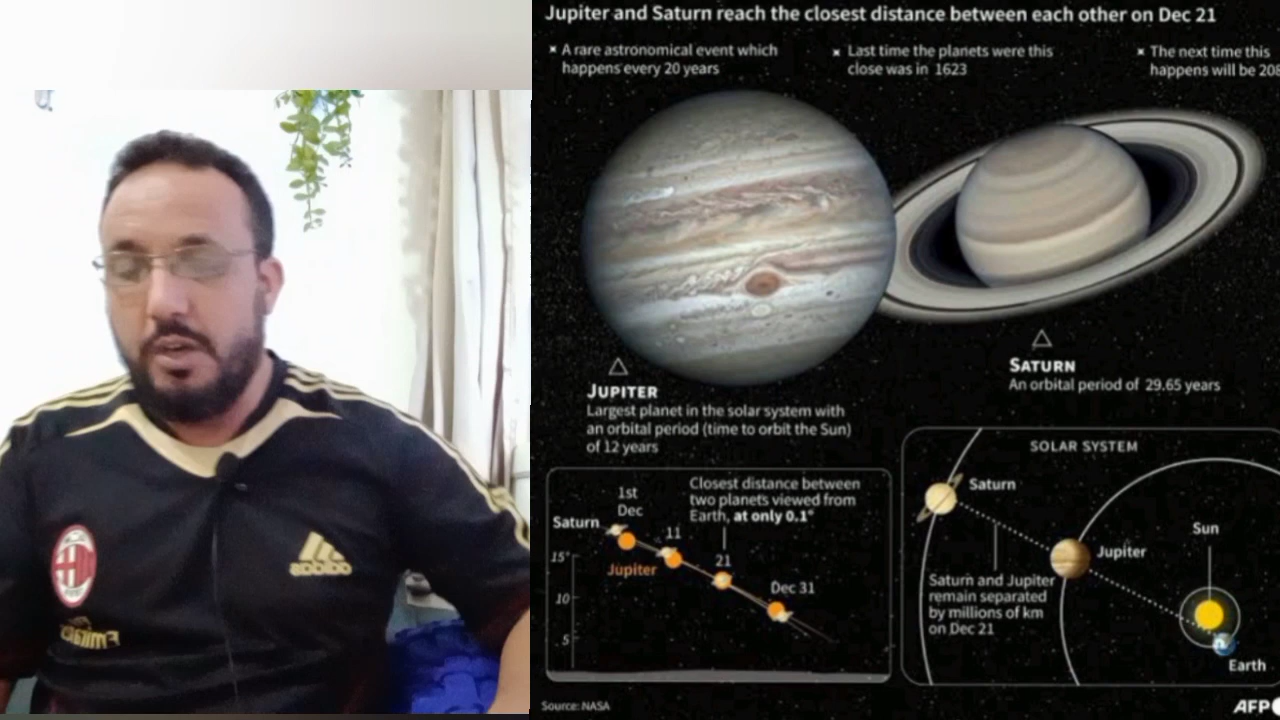 Jupiter and Saturn reach the closest distance between each other on Dec 21
A rare astronomical event which
happens every 20 years
Last time the planets were this
close was in 1623
The next time this
happens will be 208
JUPITER
Largest planet in the solar system with
an orbital period (time to orbit the Sun)
of 12 years
SATURN
An orbital period of 29.65 years
Closest distance between
two planets viewed from
Earth, at only 0.1°
1st
Dec
Saturn
11
Jupiter
21
Dec 31
15°
10
5
SOLAR SYSTEM
Saturn
Jupiter
Sun
Saturn and Jupiter
remain separated
by millions of km
on Dec 21
Earth
Source: NASA
AFP
adidas
Emirates